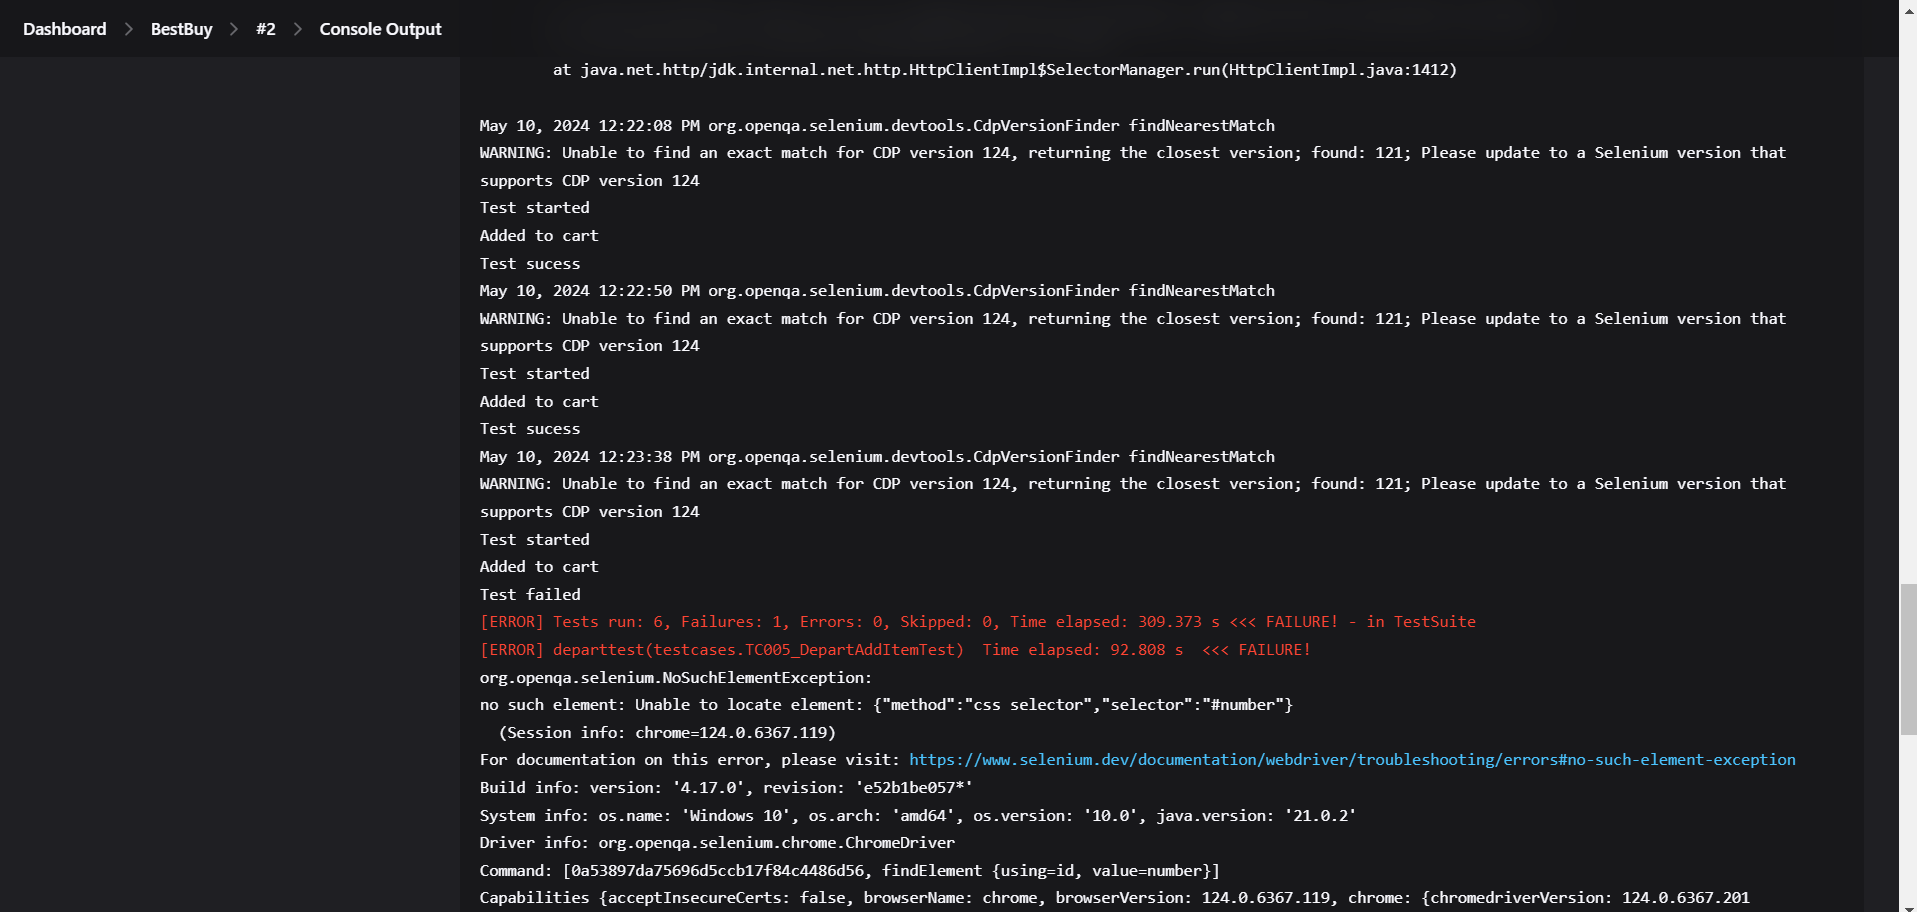 Dashboard > BestBuy > #2 > Console Output
at java.net.http/jdk.internal.net.http.HttpClientImpl$SelectorManager.run(HttpClientImpl.java:1412)
May 10, 2024 12:22:08 PM org.openqa.selenium.devtools.CdpVersionFinder findNearestMatch
WARNING: Unable to find an exact match for CDP version 124, returning the closest version; found: 121; Please update to a Selenium version that
supports CDP version 124
Test started
Added to cart
Test sucess
May 10, 2024 12:22:50 PM org.openqa.selenium.devtools.CdpVersionFinder findNearestMatch
WARNING: Unable to find an exact match for CDP version 124, returning the closest version; found: 121; Please update to a Selenium version that
supports CDP version 124
Test started
Added to cart
Test sucess
May 10, 2024 12:23:38 PM org.openqa.selenium.devtools.CdpVersionFinder findNearestMatch
WARNING: Unable to find an exact match for CDP version 124, returning the closest version; found: 121; Please update to a Selenium version that
supports CDP version 124
Test started
Added to cart
Test failed
[ERROR] Tests run: 6, Failures: 1, Errors: 0, Skipped: 0, Time elapsed: 309.373 s <<< FAILURE! - in TestSuite
[ERROR] departtest(testcases.TC005_DepartAddItemTest)  Time elapsed: 92.808 s  <<< FAILURE!
org.openqa.selenium.NoSuchElementException:
no such element: Unable to locate element: {"method":"css selector","selector":"#number"}
(Session info: chrome=124.0.6367.119)
For documentation on this error, please visit: https://www.selenium.dev/documentation/webdriver/troubleshooting/errors#no-such-element-exception
Build info: version: '4.17.0', revision: 'e52b1be057*'
System info: os.name: 'Windows 10', os.arch: 'amd64', os.version: '10.0', java.version: '21.0.2'
Driver info: org.openqa.selenium.chrome.ChromeDriver
Command: [0a53897da75696d5ccb17f84c4486d56, findElement {using=id, value=number}]
Capabilities {acceptInsecureCerts: false, browserName: chrome, browserVersion: 124.0.6367.119, chrome: {chromedriverVersion: 124.0.6367.201